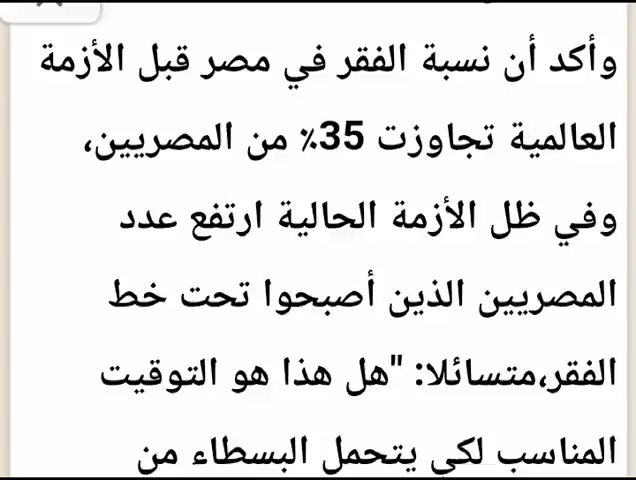 وأكد أن نسبة الفقر في مصر قبل الأزمة
العالمية تجاوزت 35٪ من المصريين،
وفي ظل الأزمة الحالية ارتفع عدد
المصريين الذين أصبحوا تحت خط
الفقر،متسائلا: "هل هذا هو التوقيت
المناسب لكي يتحمل البسطاء من